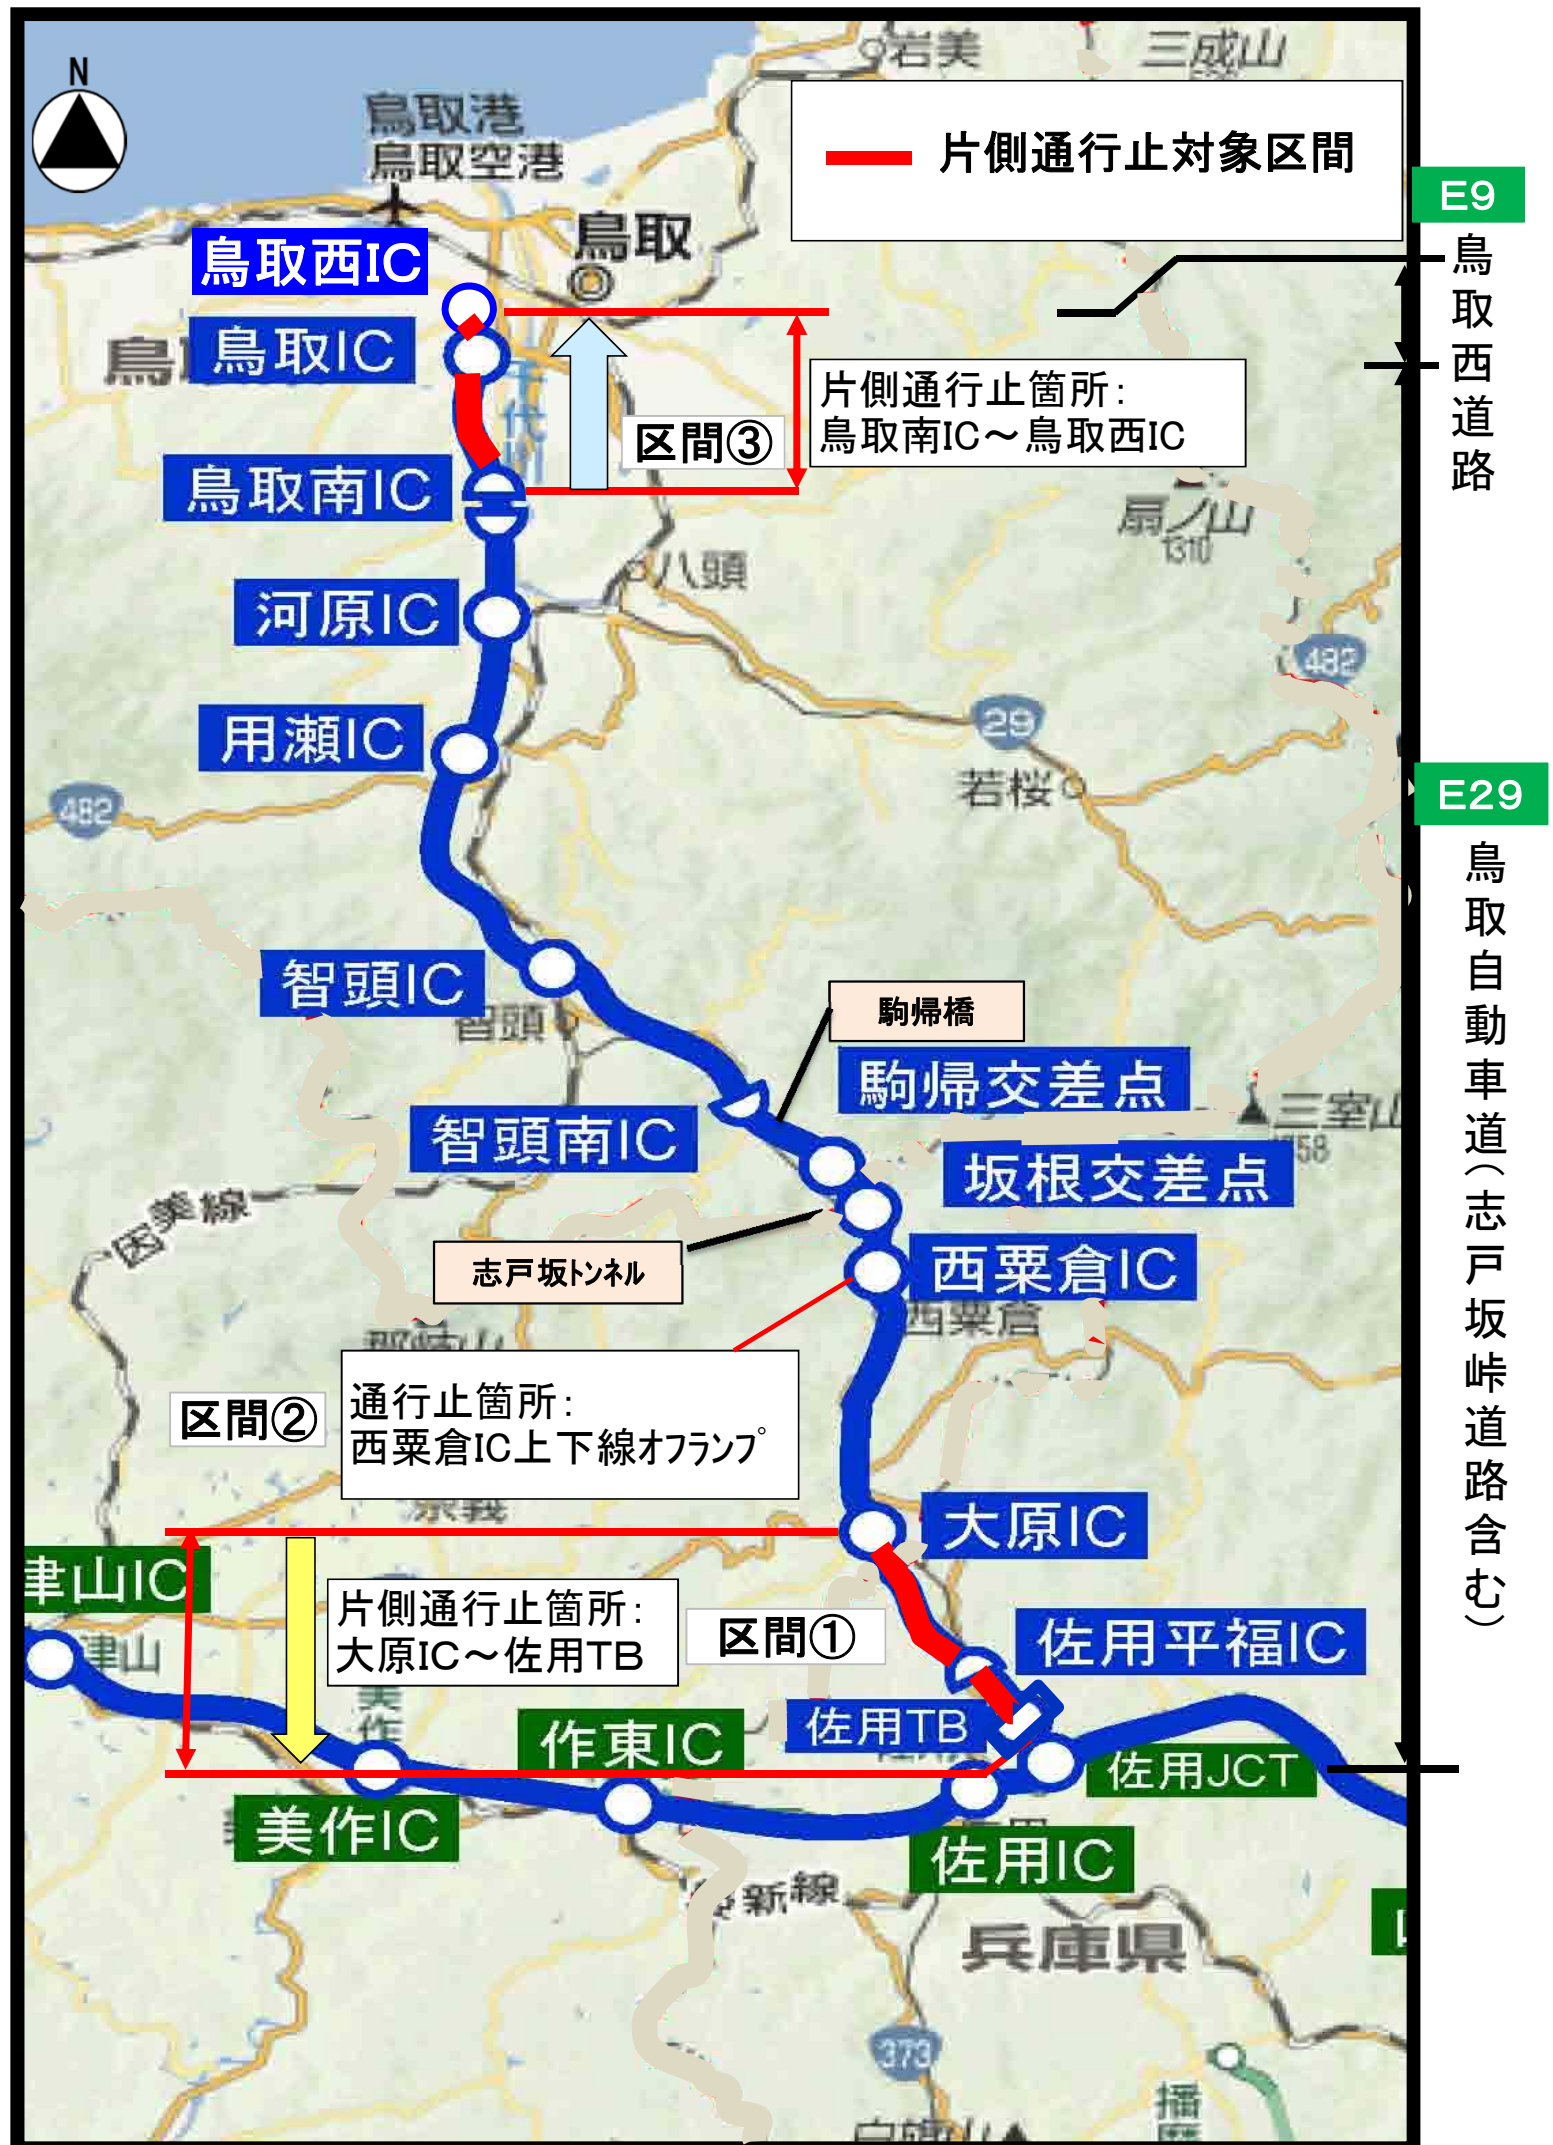 N
岩美
三成山
鳥取港
鳥取空港
片側通行止対象区間
E9
鳥取西道路
鳥取
鳥取西IC
鳥取IC
片側通行止箇所：
鳥取南IC～鳥取西IC
区間③
鳥取南IC
扇ノ山
1310
八頭
河原IC
482
29
用瀬IC
若桜
482
E29
鳥取自動車道（志戸坂峠道路含む）
智頭IC
智頭
駒帰橋
駒帰交差点
三室山
智頭南IC
坂根交差点
因美線
志戸坂トンネル
西粟倉IC
西粟倉
区間②
通行止箇所：
西粟倉IC上下線オフランプ
大原IC
津山IC
津山
片側通行止箇所：
大原IC～佐用TB
区間①
佐用平福IC
美作
佐用TB
作東IC
佐用JCT
美作IC
佐用IC
新線
兵庫県
373
播